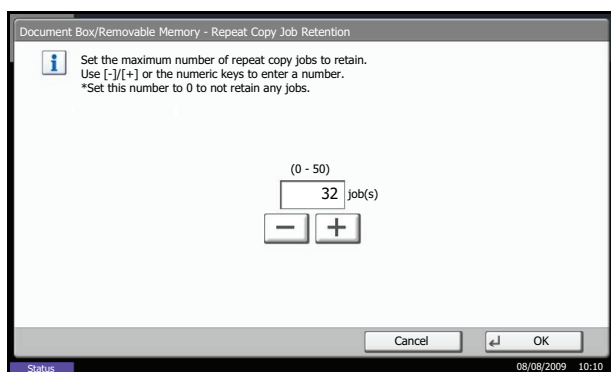 Document Box/Removable Memory - Repeat Copy Job Retention
Set the maximum number of repeat copy jobs to retain.
Use [-]/[+] or the numeric keys to enter a number.
*Set this number to 0 to not retain any jobs.
(0 - 50)
32 job(s)
− +
Cancel OK
Status 08/08/2009 10:10